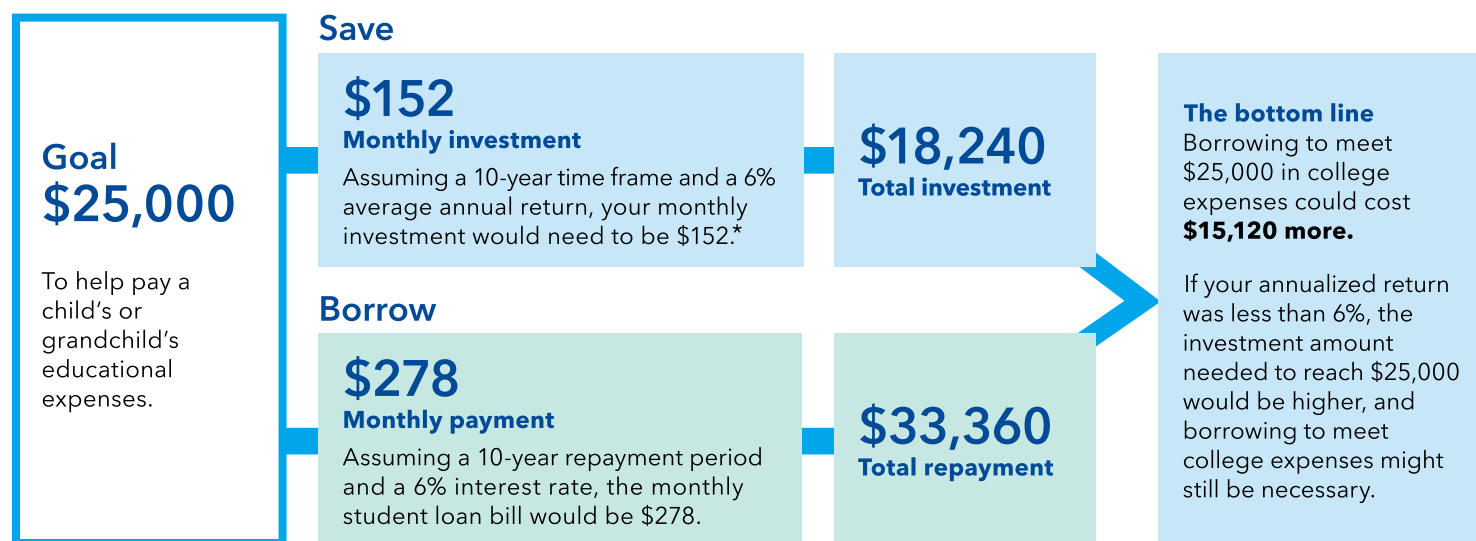 Goal
$25,000
To help pay a
child's or
grandchild's
educational
expenses.
Save
$152
Monthly investment
Assuming a 10-year time frame and a 6%
average annual return, your monthly
investment would need to be $152.*
$18,240
Total investment
Borrow
$278
Monthly payment
Assuming a 10-year repayment period
and a 6% interest rate, the monthly
student loan bill would be $278.
$33,360
Total repayment
The bottom line
Borrowing to meet
$25,000 in college
expenses could cost
$15,120 more.
If your annualized return
was less than 6%, the
investment amount
needed to reach $25,000
would be higher, and
borrowing to meet
college expenses might
still be necessary.